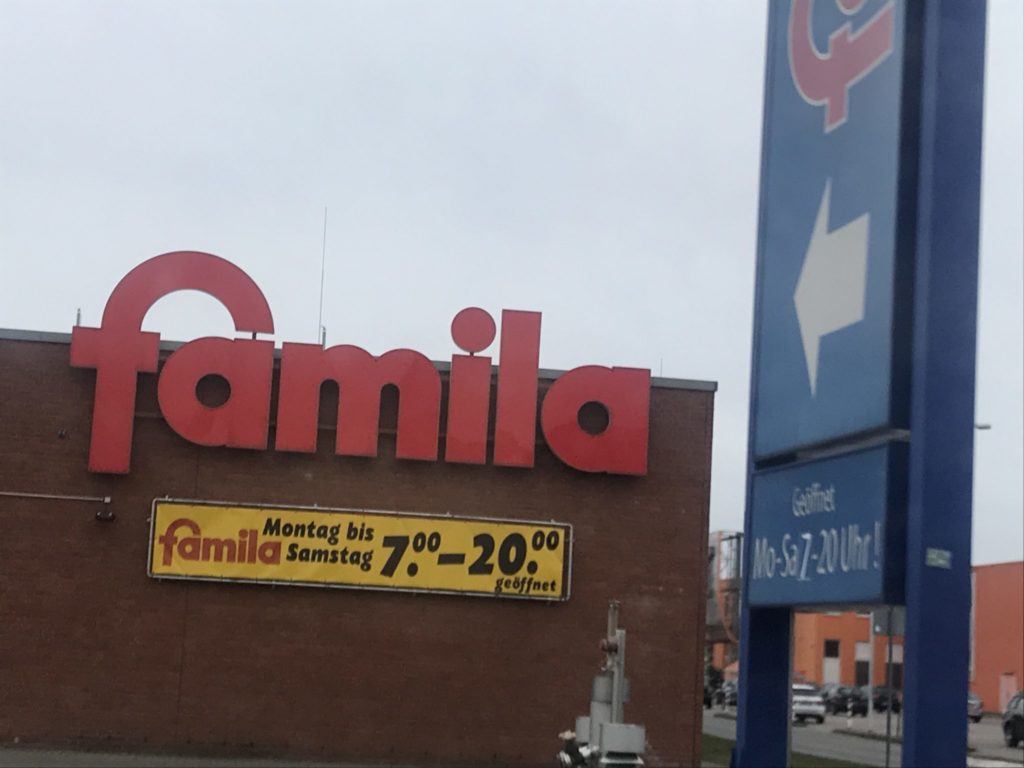 famila
famila
Montag bis
Samstag
7.00–20.00
geöffnet
Geöffnet
Mo-Sa 7-20 Uhr!